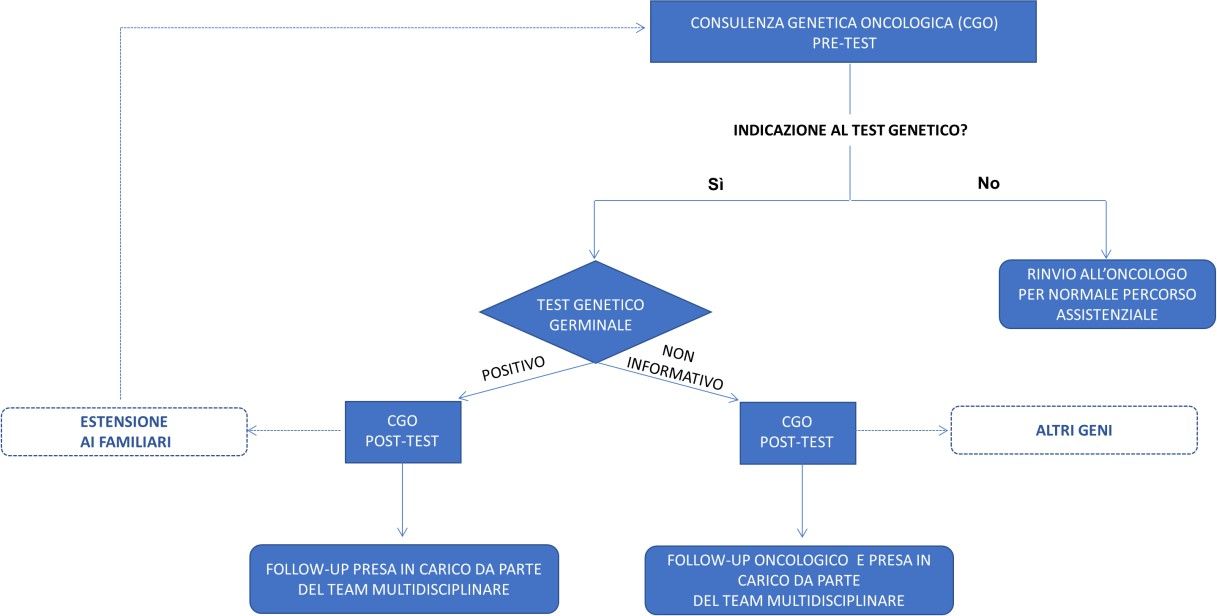 CONSULENZA GENETICA ONCOLOGICA (CGO)
PRE-TEST
INDICAZIONE AL TEST GENETICO?
Sì
No
RINVIO ALL'ONCOLOGO
PER NORMALE PERCORSO
ASSISTENZIALE
TEST GENETICO
GERMINALE
POSITIVO
NON
INFORMATIVO
ESTENSIONE
AI FAMILIARI
CGO
POST-TEST
CGO
POST-TEST
ALTRI GENI
FOLLOW-UP PRESA IN CARICO DA PARTE
DEL TEAM MULTIDISCIPLINARE
FOLLOW-UP ONCOLOGICO E PRESA IN
CARICO DA PARTE
DEL TEAM MULTIDISCIPLINARE